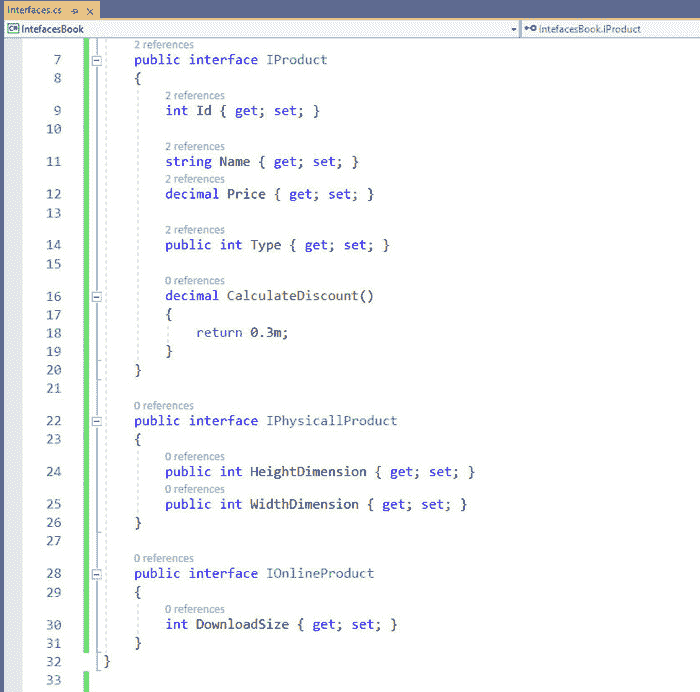 Intefaces.cs
IntefacesBook
IntefacesBook.iProduct
2 references
7 public interface IProduct
8 {
2 references
9 int Id { get; set; }
10
2 references
11 string Name { get; set; }
2 references
12 decimal Price { get; set; }
13
2 references
14 public int Type { get; set; }
15
0 references
16 decimal CalculateDiscount()
17 {
18 return 0.3m;
19 }
20 }
21
0 references
22 public interface IPhysicallProduct
23 {
0 references
24 public int HeightDimension { get; set; }
0 references
25 public int WidthDimension { get; set; }
26 }
27
0 references
28 public interface IOnlineProduct
29 {
0 references
30 int DownloadSize { get; set; }
31 }
32 }
33